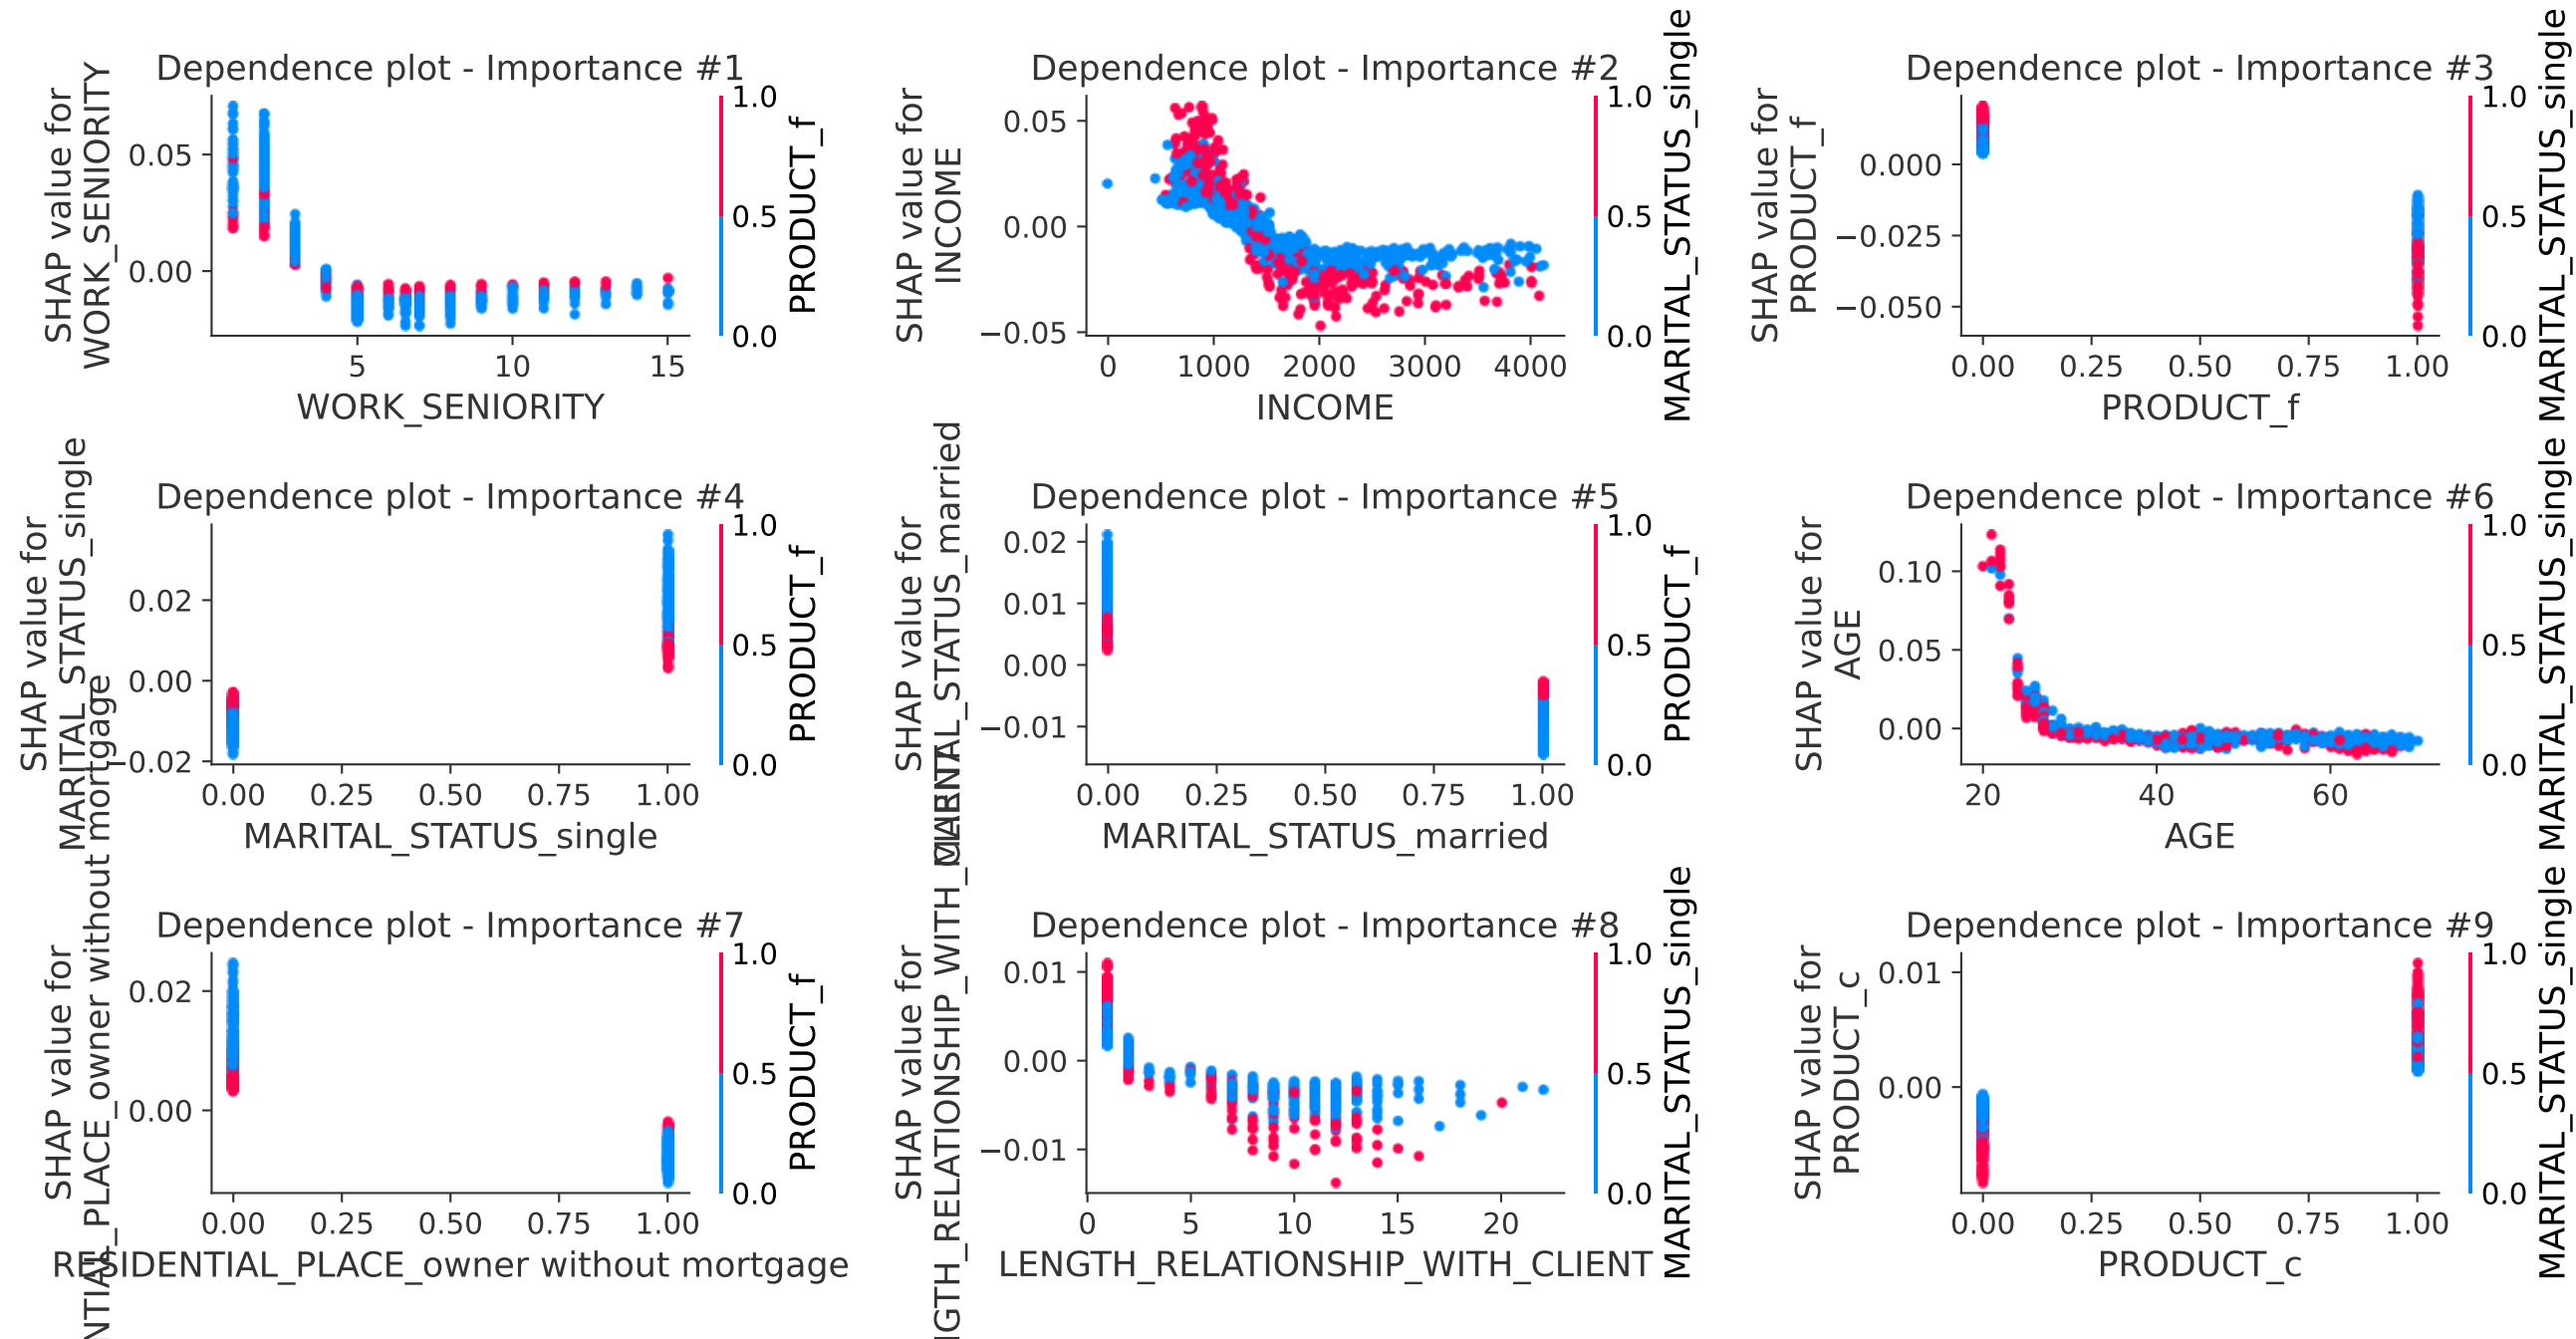 Dependence plot - Importance #1
SHAP value for
WORK_SENIORITY
0.05
0.00
5
10
15
WORK_SENIORITY
1.0
0.5
0.0
PRODUCT_f
Dependence plot - Importance #2
SHAP value for
INCOME
0.05
0.00
−0.05
0
1000
2000
3000
4000
INCOME
1.0
0.5
0.0
MARITAL_STATUS_single
Dependence plot - Importance #3
SHAP value for
PRODUCT_f
0.000
−0.025
−0.050
0.00
0.25
0.50
0.75
1.00
PRODUCT_f
1.0
0.5
0.0
MARITAL_STATUS_single
Dependence plot - Importance #4
SHAP value for
MARITAL_STATUS_single
0.02
0.00
−0.02
0.00
0.25
0.50
0.75
1.00
MARITAL_STATUS_single
1.0
0.5
0.0
PRODUCT_f
Dependence plot - Importance #5
SHAP value for
MARITAL_STATUS_married
0.02
0.01
0.00
−0.01
0.00
0.25
0.50
0.75
1.00
MARITAL_STATUS_married
1.0
0.5
0.0
PRODUCT_f
Dependence plot - Importance #6
SHAP value for
AGE
0.10
0.05
0.00
20
40
60
AGE
1.0
0.5
0.0
MARITAL_STATUS_single
Dependence plot - Importance #7
SHAP value for
NTIAL_PLACE_owner without mortgage
0.02
0.00
0.00
0.25
0.50
0.75
1.00
RESIDENTIAL_PLACE_owner without mortgage
1.0
0.5
0.0
PRODUCT_f
Dependence plot - Importance #8
SHAP value for
NGTH_RELATIONSHIP_WITH_CLIENT
0.01
0.00
−0.01
0
5
10
15
20
LENGTH_RELATIONSHIP_WITH_CLIENT
1.0
0.5
0.0
MARITAL_STATUS_single
Dependence plot - Importance #9
SHAP value for
PRODUCT_c
0.01
0.00
0.00
0.25
0.50
0.75
1.00
PRODUCT_c
1.0
0.5
0.0
MARITAL_STATUS_single